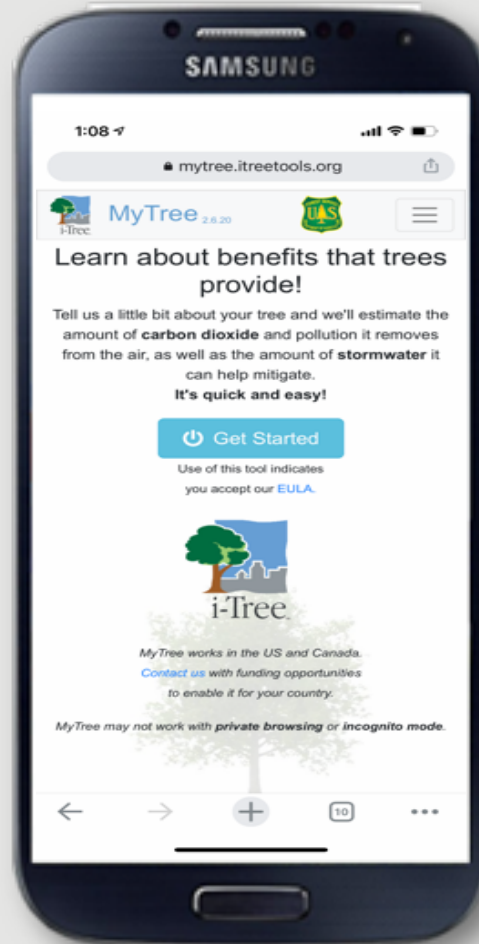 SAMSUNG
1:08
mytree.itreetools.org
i-Tree
MyTree 2.6.20
UAS
Learn about benefits that trees
provide!
Tell us a little bit about your tree and we'll estimate the
amount of carbon dioxide and pollution it removes
from the air, as well as the amount of stormwater it
can help mitigate.
It's quick and easy!
Get Started
Use of this tool indicates
you accept our EULA.
i-Tree
MyTree works in the US and Canada.
Contact us with funding opportunities
to enable it for your country.
MyTree may not work with private browsing or incognito mode.
10